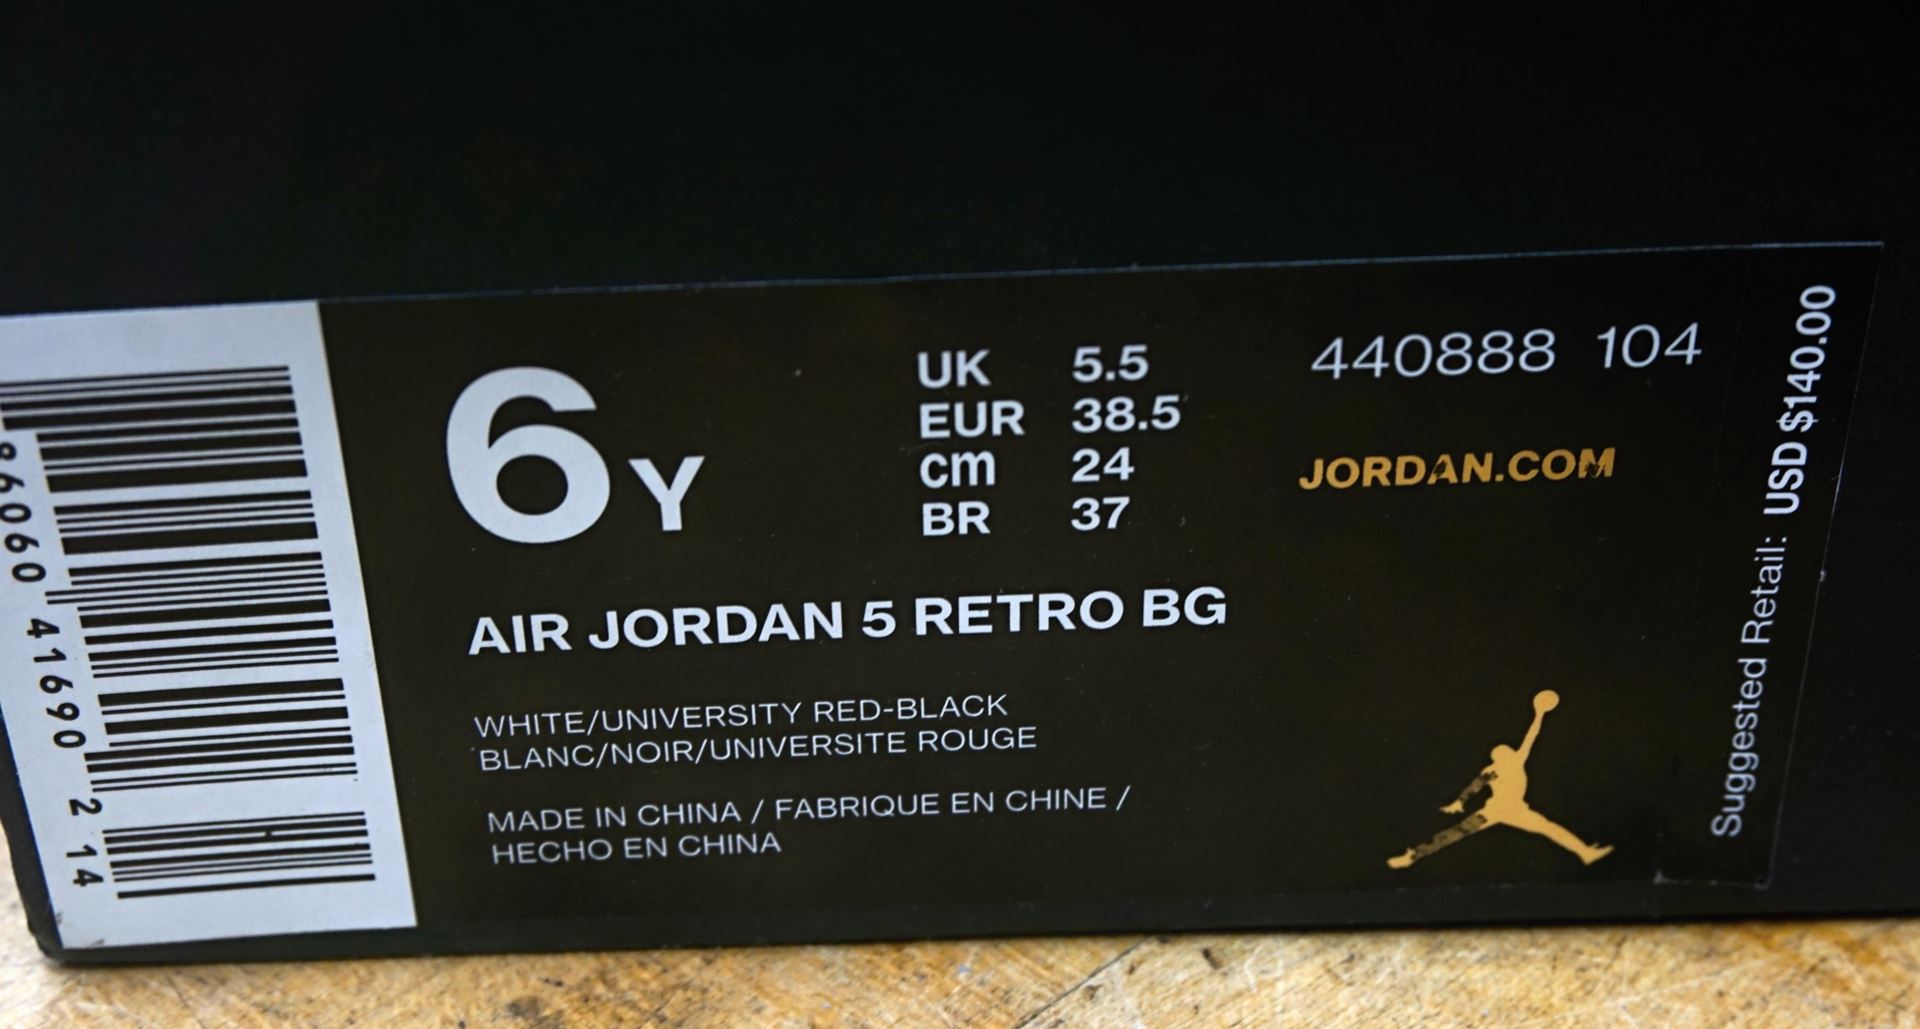 6Y
UK 5.5
EUR 38.5
cm 24
BR 37
440888 104
JORDAN.COM
AIR JORDAN 5 RETRO BG
WHITE/UNIVERSITY RED-BLACK
BLANC/NOIR/UNIVERSITE ROUGE
MADE IN CHINA / FABRIQUE EN CHINE /
HECHO EN CHINA
Suggested Retail: USD $140.00
86060 41690 2 14